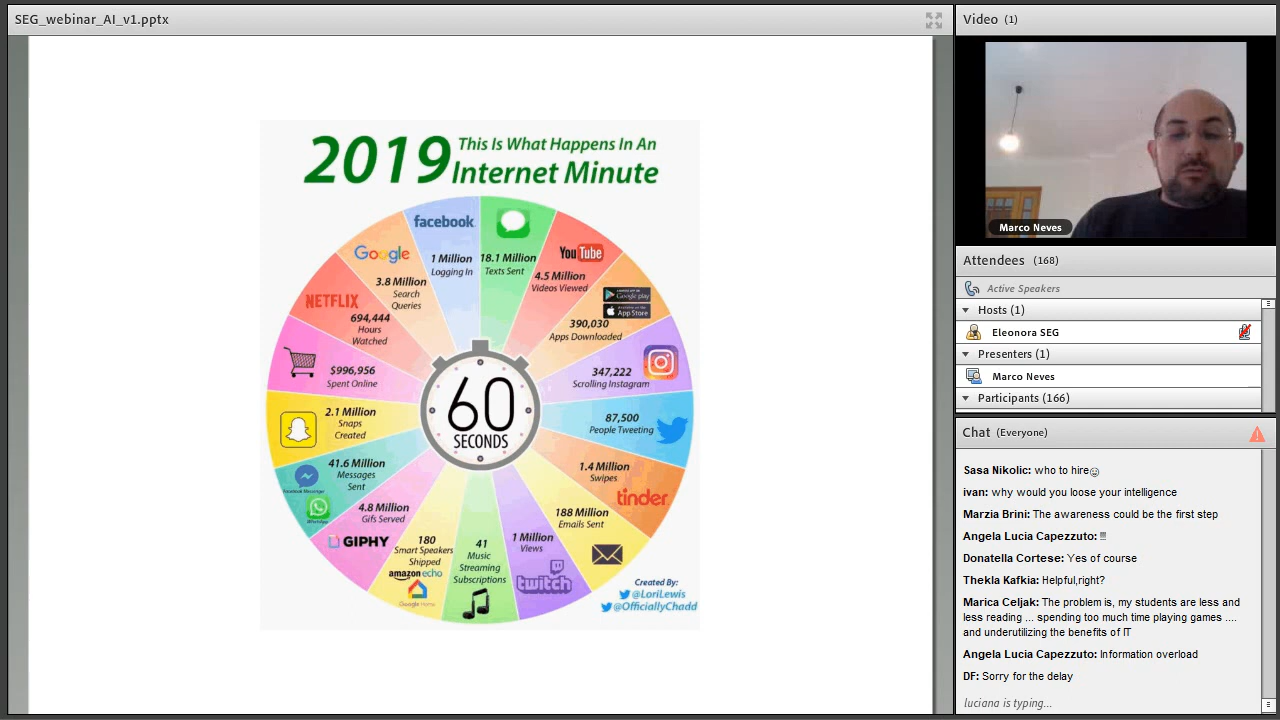 SEG_webinar_AI_v1.pptx
2019 This Is What Happens In An
Internet Minute
facebook
1 Million
Logging In
18.1 Million
Texts Sent
YouTube
4.5 Million
Videos Viewed
Google play
App Store
390,030
Apps Downloaded
347,222
Scrolling Instagram
87,500
People Tweeting
1.4 Million
Swipes
tinder
188 Million
Emails Sent
1 Million
Views
twitch
41
Music
Streaming
Subscriptions
180
Smart Speakers
Shipped
amazon echo
Google Home
4.8 Million
Gifs Served
GIPHY
41.6 Million
Messages
Sent
Facebook Messenger
WhatsApp
2.1 Million
Snaps
Created
$996,956
Spent Online
NETFLIX
694,444
Hours
Watched
Google
3.8 Million
Search
Queries
60
SECONDS
Created By:
@LoriLewis
@OfficiallyChadd
Video (1)
Marco Neves
Attendees (168)
Active Speakers
Hosts (1)
Eleonora SEG
Presenters (1)
Marco Neves
Participants (166)
Chat (Everyone)
Sasa Nikolic: who to hire
ivan: why would you loose your intelligence
Marzia Brini: The awareness could be the first step
Angela Lucia Capezzuto: !!!
Donatella Cortese: Yes of course
Thekla Kafkia: Helpful,right?
Marica Celjak: The problem is, my students are less and
less reading ... spending too much time playing games ....
and underutilizing the benefits of IT
Angela Lucia Capezzuto: Information overload
DF: Sorry for the delay
luciana is typing...